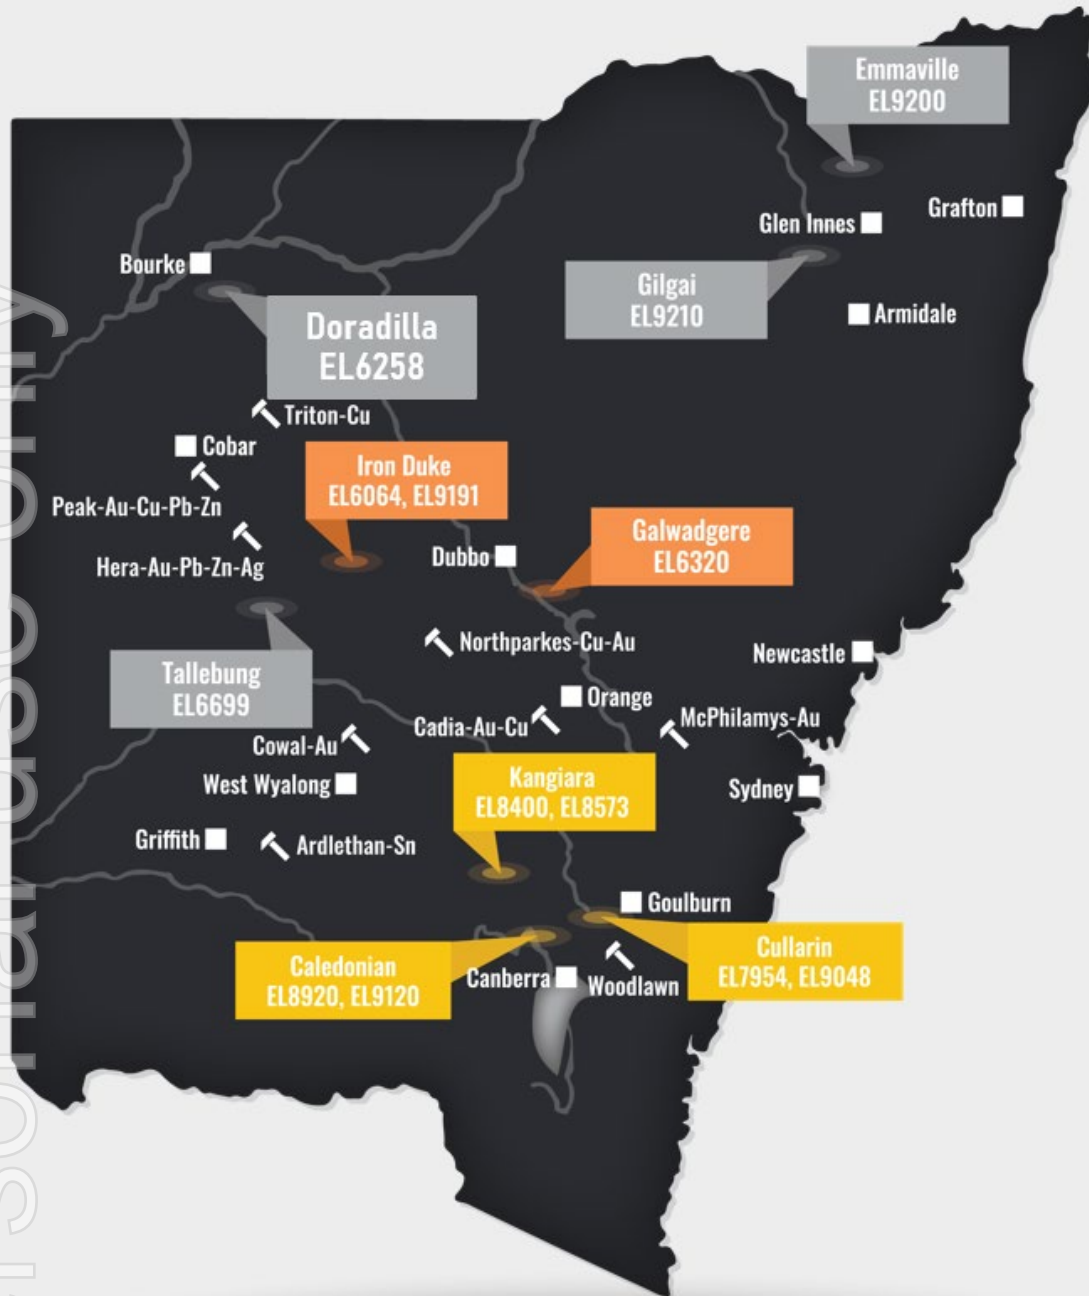 Emmaville
EL9200
Grafton
Glen Innes
Bourke
Gilgai
EL9210
Doradilla
EL6258
Armidale
Triton-Cu
Cobar
Iron Duke
EL6064, EL9191
Peak-Au-Cu-Pb-Zn
Galwadgere
EL6320
Dubbo
Hera-Au-Pb-Zn-Ag
Northparkes-Cu-Au
Newcastle
Tallebung
EL6699
Orange
McPhilamys-Au
Cadia-Au-Cu
Cowal-Au
Kangiara
EL8400, EL8573
West Wyalong
Sydney
Griffith
Ardlethan-Sn
Goulburn
Cullarin
EL7954, EL9048
Caledonian
EL8920, EL9120
Canberra
Woodlawn
ersonal use only